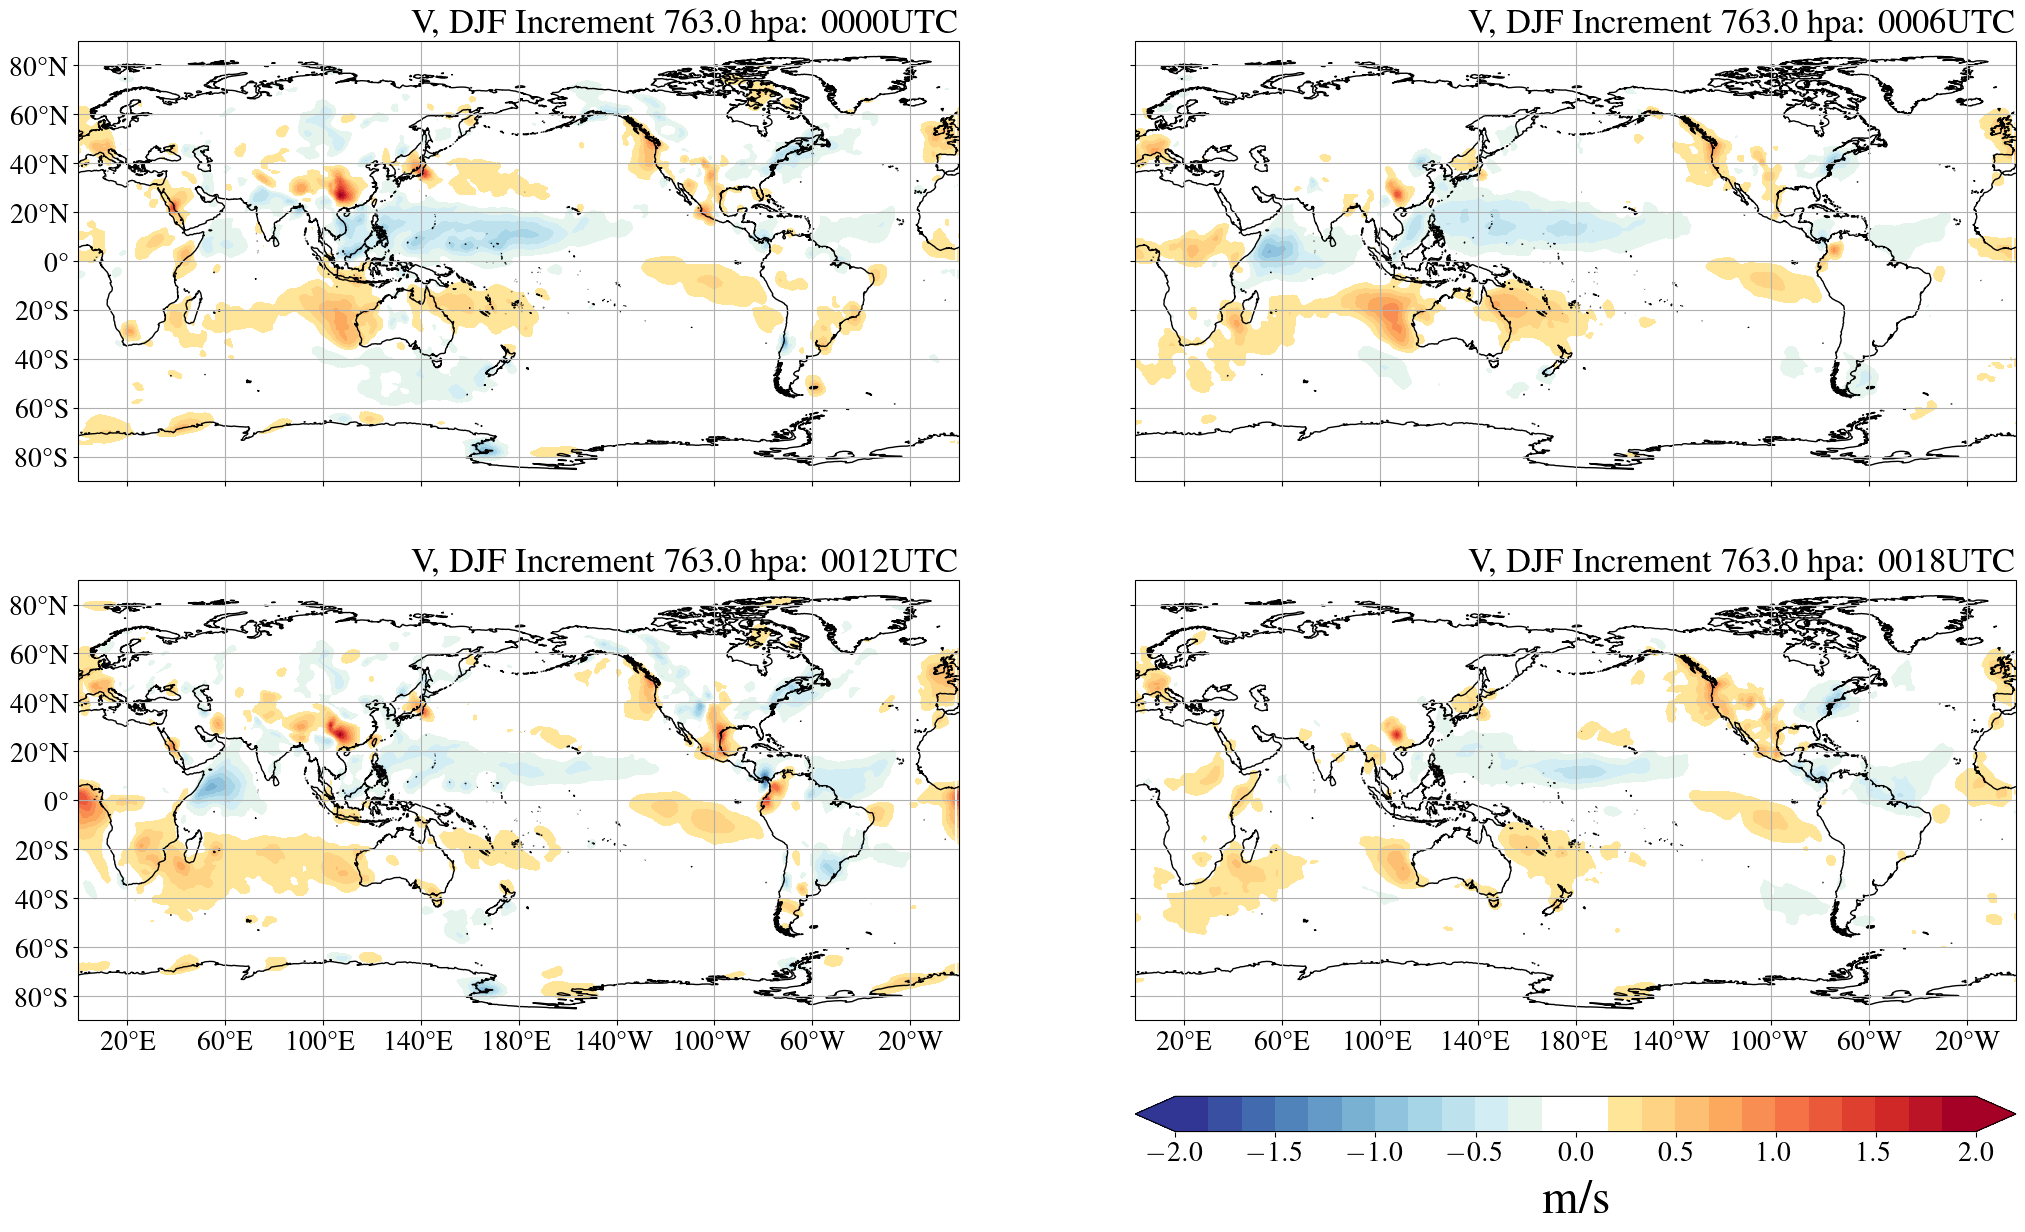 V, DJF Increment 763.0 hpa: 0000UTC
V, DJF Increment 763.0 hpa: 0006UTC
80°N
60°N
40°N
20°N
0°
20°S
40°S
60°S
80°S
V, DJF Increment 763.0 hpa: 0012UTC
V, DJF Increment 763.0 hpa: 0018UTC
80°N
60°N
40°N
20°N
0°
20°S
40°S
60°S
80°S
20°E 60°E 100°E 140°E 180°E 140°W 100°W 60°W 20°W
20°E 60°E 100°E 140°E 180°E 140°W 100°W 60°W 20°W
−2.0 −1.5 −1.0 −0.5 0.0 0.5 1.0 1.5 2.0
m/s